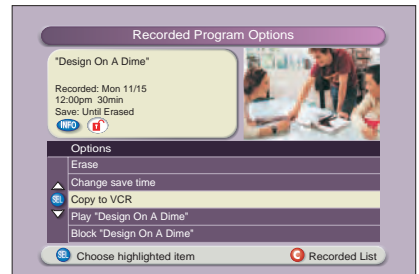 Recorded Program Options
"Design On A Dime"
Recorded: Mon 11/15
12:00pm 30min
Save: Until Erased
INFO
Options
Erase
Change save time
SEL Copy to VCR
Play "Design On A Dime"
Block "Design On A Dime"
SEL Choose highlighted item C Recorded List